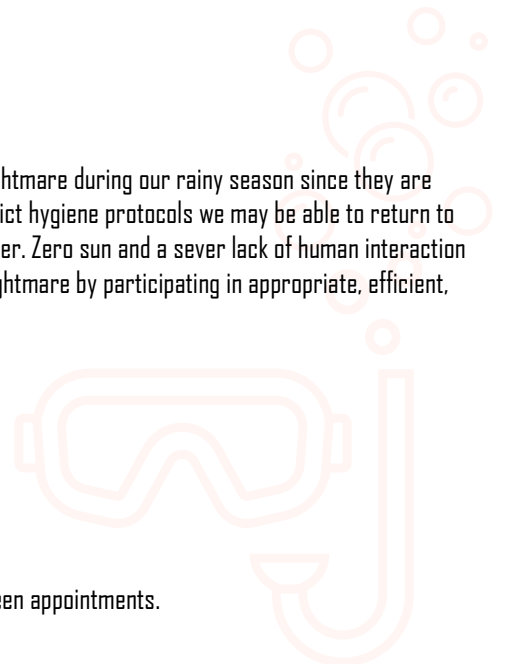 htmare during our rainy season since they are
ict hygiene protocols we may be able to return to
er. Zero sun and a sever lack of human interaction
ghtmare by participating in appropriate, efficient,
een appointments.